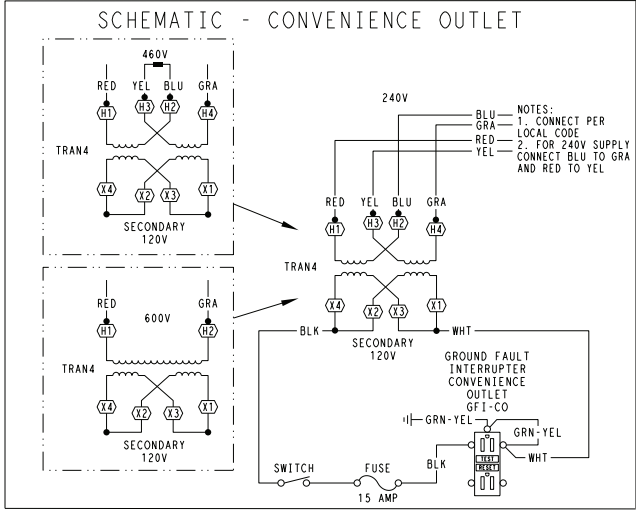 SCHEMATIC - CONVENIENCE OUTLET
460V
RED YEL BLU GRA
H1 H3 H2 H4
TRAN4
X4 X2 X3 X1
SECONDARY
120V
600V
RED GRA
H1 H2
TRAN4
X4 X2 X3 X1
SECONDARY
120V
240V
BLU
GRA
RED
YEL
NOTES:
1. CONNECT PER
LOCAL CODE
2. FOR 240V SUPPLY
CONNECT BLU TO GRA
AND RED TO YEL
RED YEL BLU GRA
H1 H3 H2 H4
TRAN4
X4 X2 X3 X1
BLK WHT
SECONDARY
120V
GROUND FAULT
INTERRUPTER
CONVENIENCE
OUTLET
GFI-CO
GRN-YEL
GRN-YEL
WHT
BLK
TEST
RESET
SWITCH FUSE
15 AMP